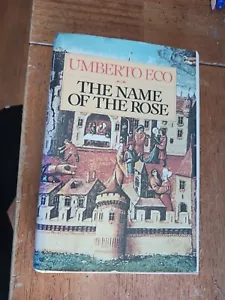 UMBERTO ECO
THE NAME
OF THE ROSE